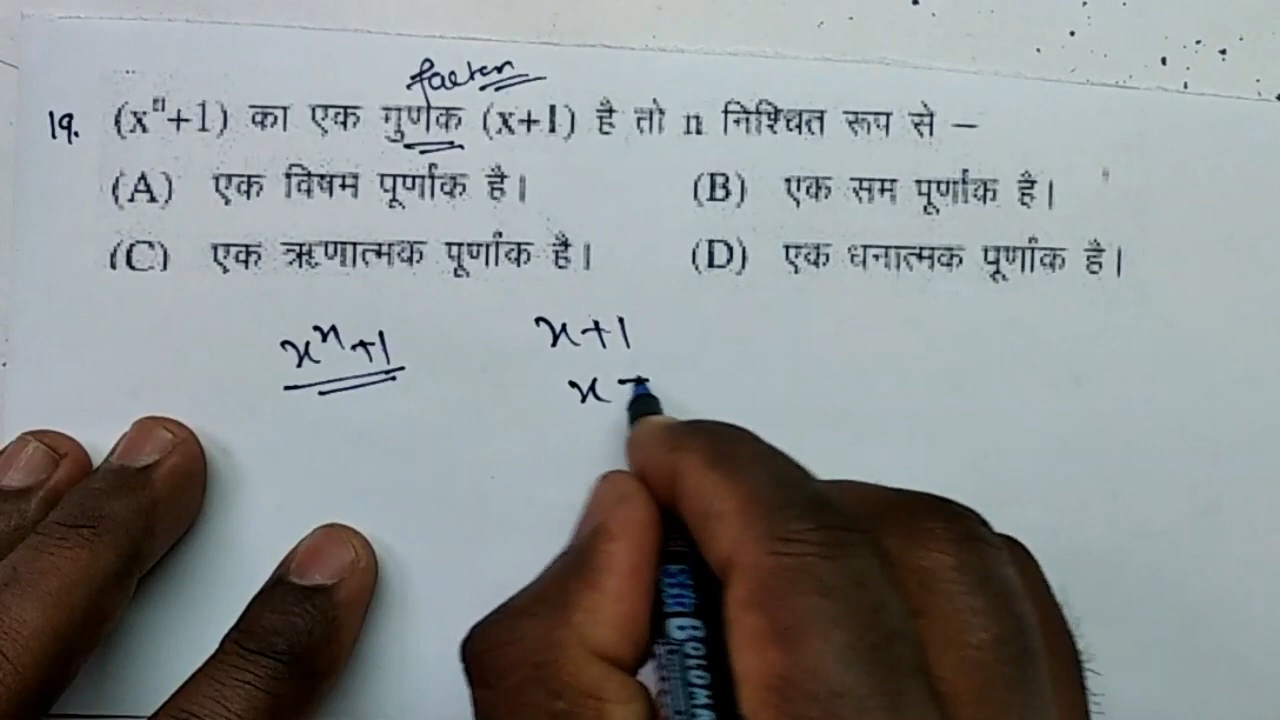 factor
19. (xⁿ+1) का एक गुणक (x+1) है तो n निश्चित रूप से –
(A) एक विषम पूर्णांक है। (B) एक सम पूर्णांक है।
(C) एक ऋणात्मक पूर्णांक है। (D) एक धनात्मक पूर्णांक है।
xⁿ+1 x+1
x
BOLOMA